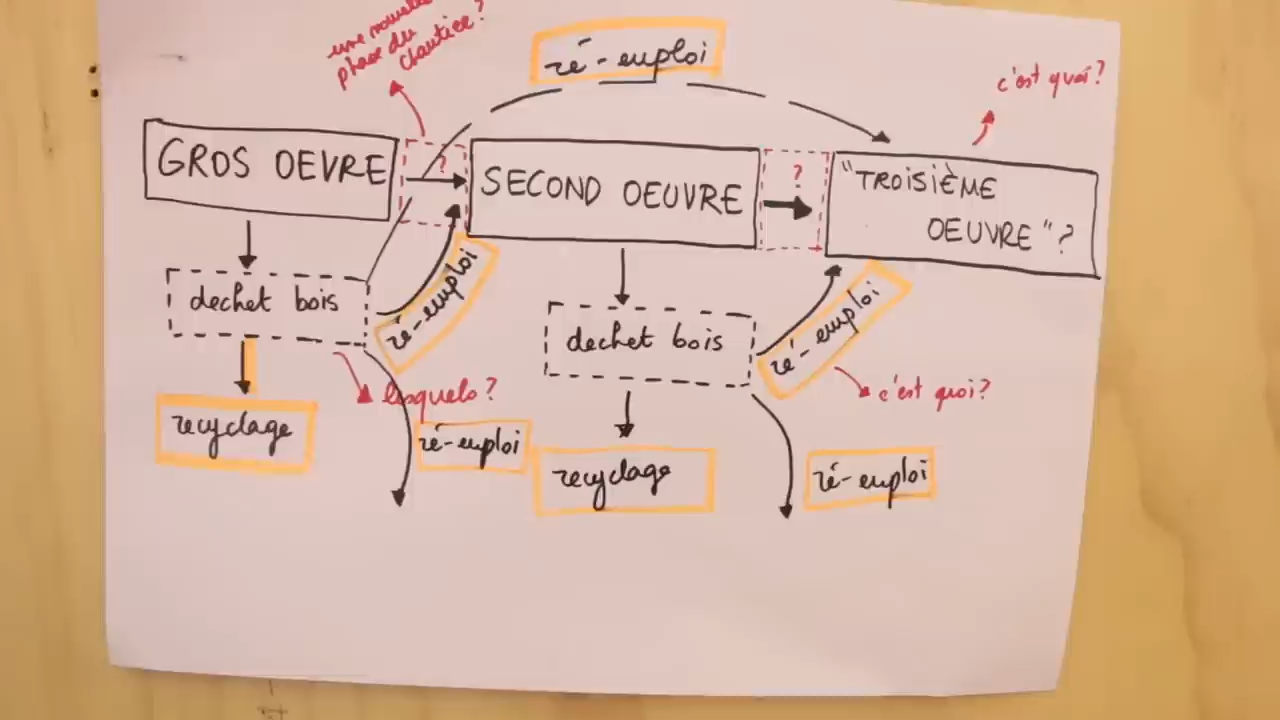 une nouvelle
phase du
chantier?
ré-emploi
c'est quoi?
GROS OEVRE
?
SECOND OEUVRE
?
"TROISIÈME
OEUVRE"?
dechet bois
ré-emploi
dechet bois
ré-emploi
lesquels?
c'est quoi?
recyclage
ré-emploi
recyclage
ré-emploi